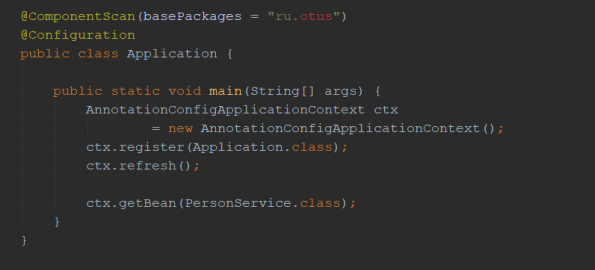 @ComponentScan(basePackages = "ru.otus")
@Configuration
public class Application {
public static void main(String[] args) {
AnnotationConfigApplicationContext ctx
= new AnnotationConfigApplicationContext();
ctx.register(Application.class);
ctx.refresh();
ctx.getBean(PersonService.class);
}
}